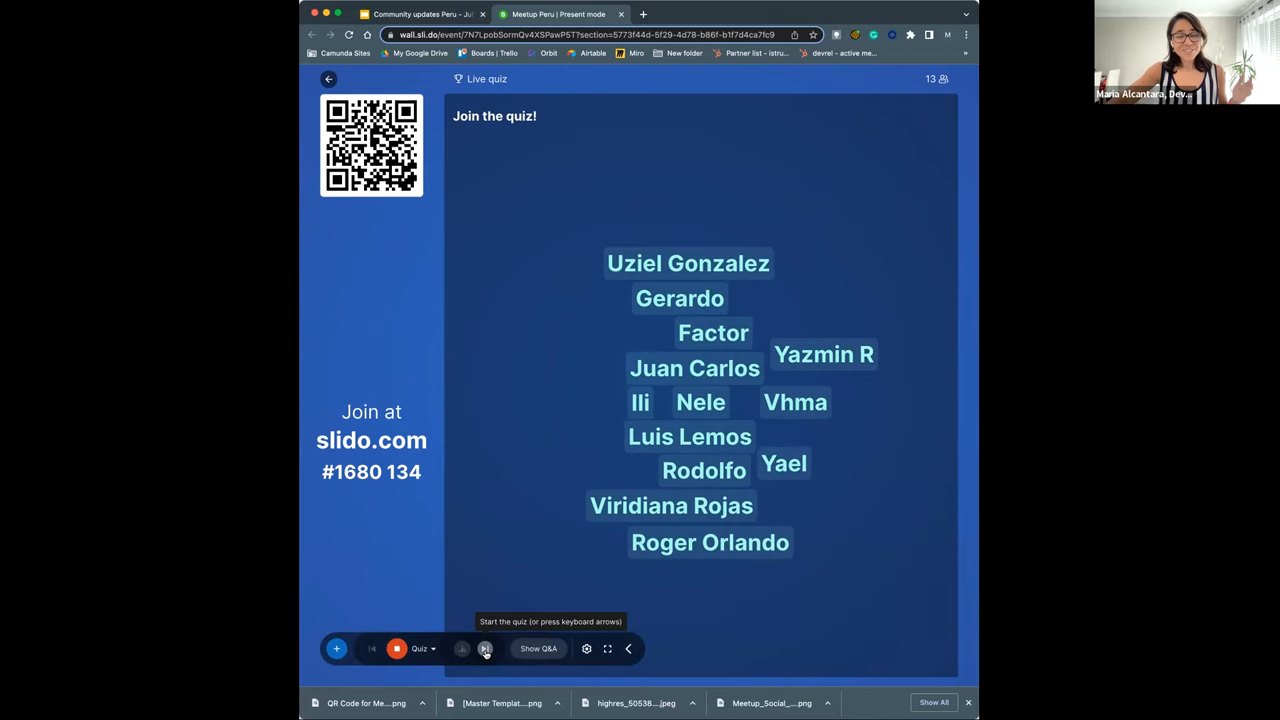 Community updates Peru - Jul
Meetup Peru | Present mode
wall.sli.do/event/7N7LpobSormQv4XSPawP5T?section=5773f44d-5f29-4d78-b86f-b1f7d4ca7fc9
M
Camunda Sites
My Google Drive
Boards | Trello
Orbit
Airtable
Miro
New folder
Partner list - istru...
devrel - active me...
Maria Alcantara, Dev...
Live quiz
13
Join the quiz!
Uziel Gonzalez
Gerardo
Factor
Yazmin R
Juan Carlos
Ili
Nele
Vhma
Luis Lemos
Yael
Rodolfo
Viridiana Rojas
Roger Orlando
Join at
slido.com
#1680 134
Start the quiz (or press keyboard arrows)
Quiz
Show Q&A
QR Code for Me....png
[Master Templat....png
highres_50538....jpeg
Meetup_Social_....png
Show All